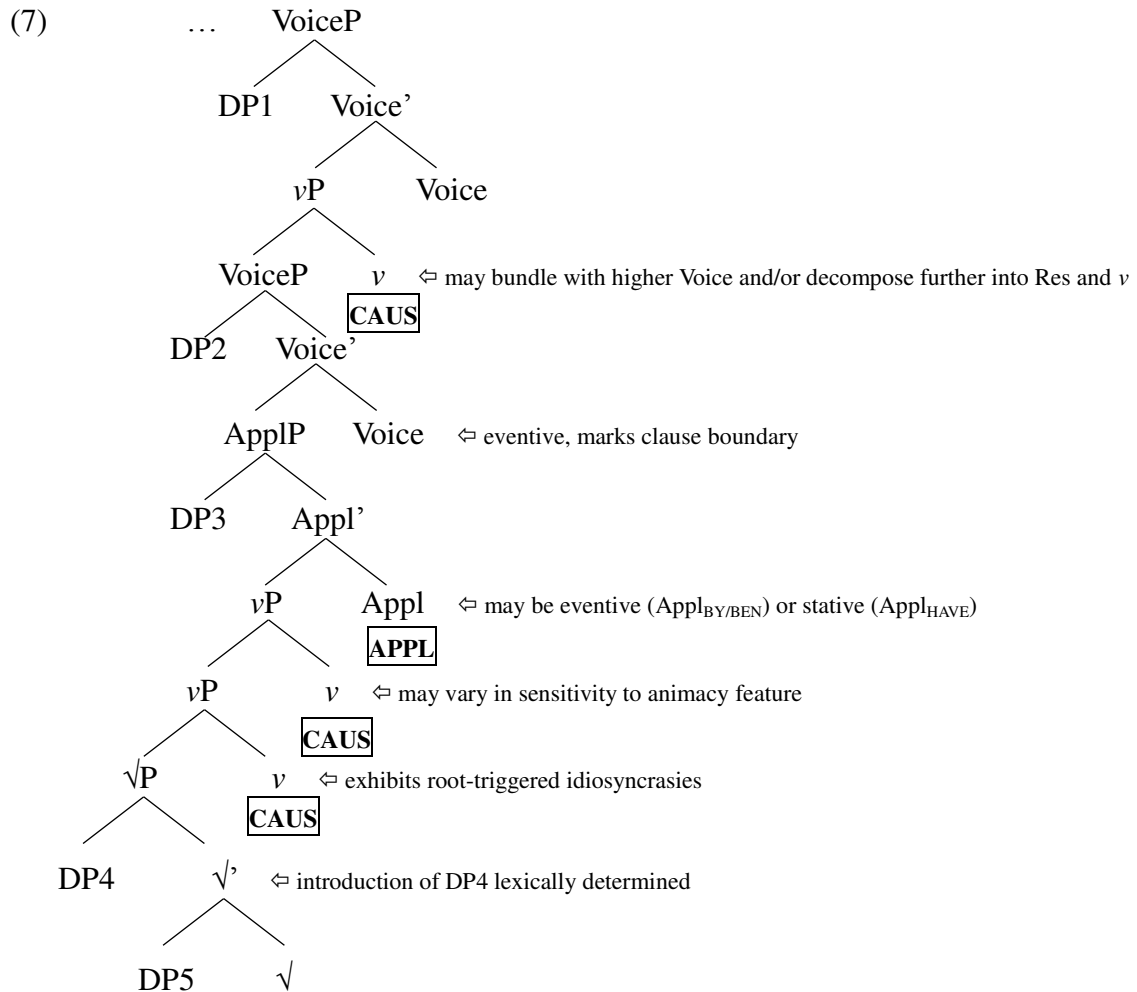 (7) … VoiceP
DP1 Voice’
vP Voice
VoiceP v ⇦ may bundle with higher Voice and/or decompose further into Res and v
CAUS
DP2 Voice’
ApplP Voice ⇦ eventive, marks clause boundary
DP3 Appl’
vP Appl ⇦ may be eventive (ApplBY/BEN) or stative (ApplHAVE)
APPL
vP v ⇦ may vary in sensitivity to animacy feature
CAUS
√P v ⇦ exhibits root-triggered idiosyncrasies
CAUS
DP4 √’ ⇦ introduction of DP4 lexically determined
DP5 √